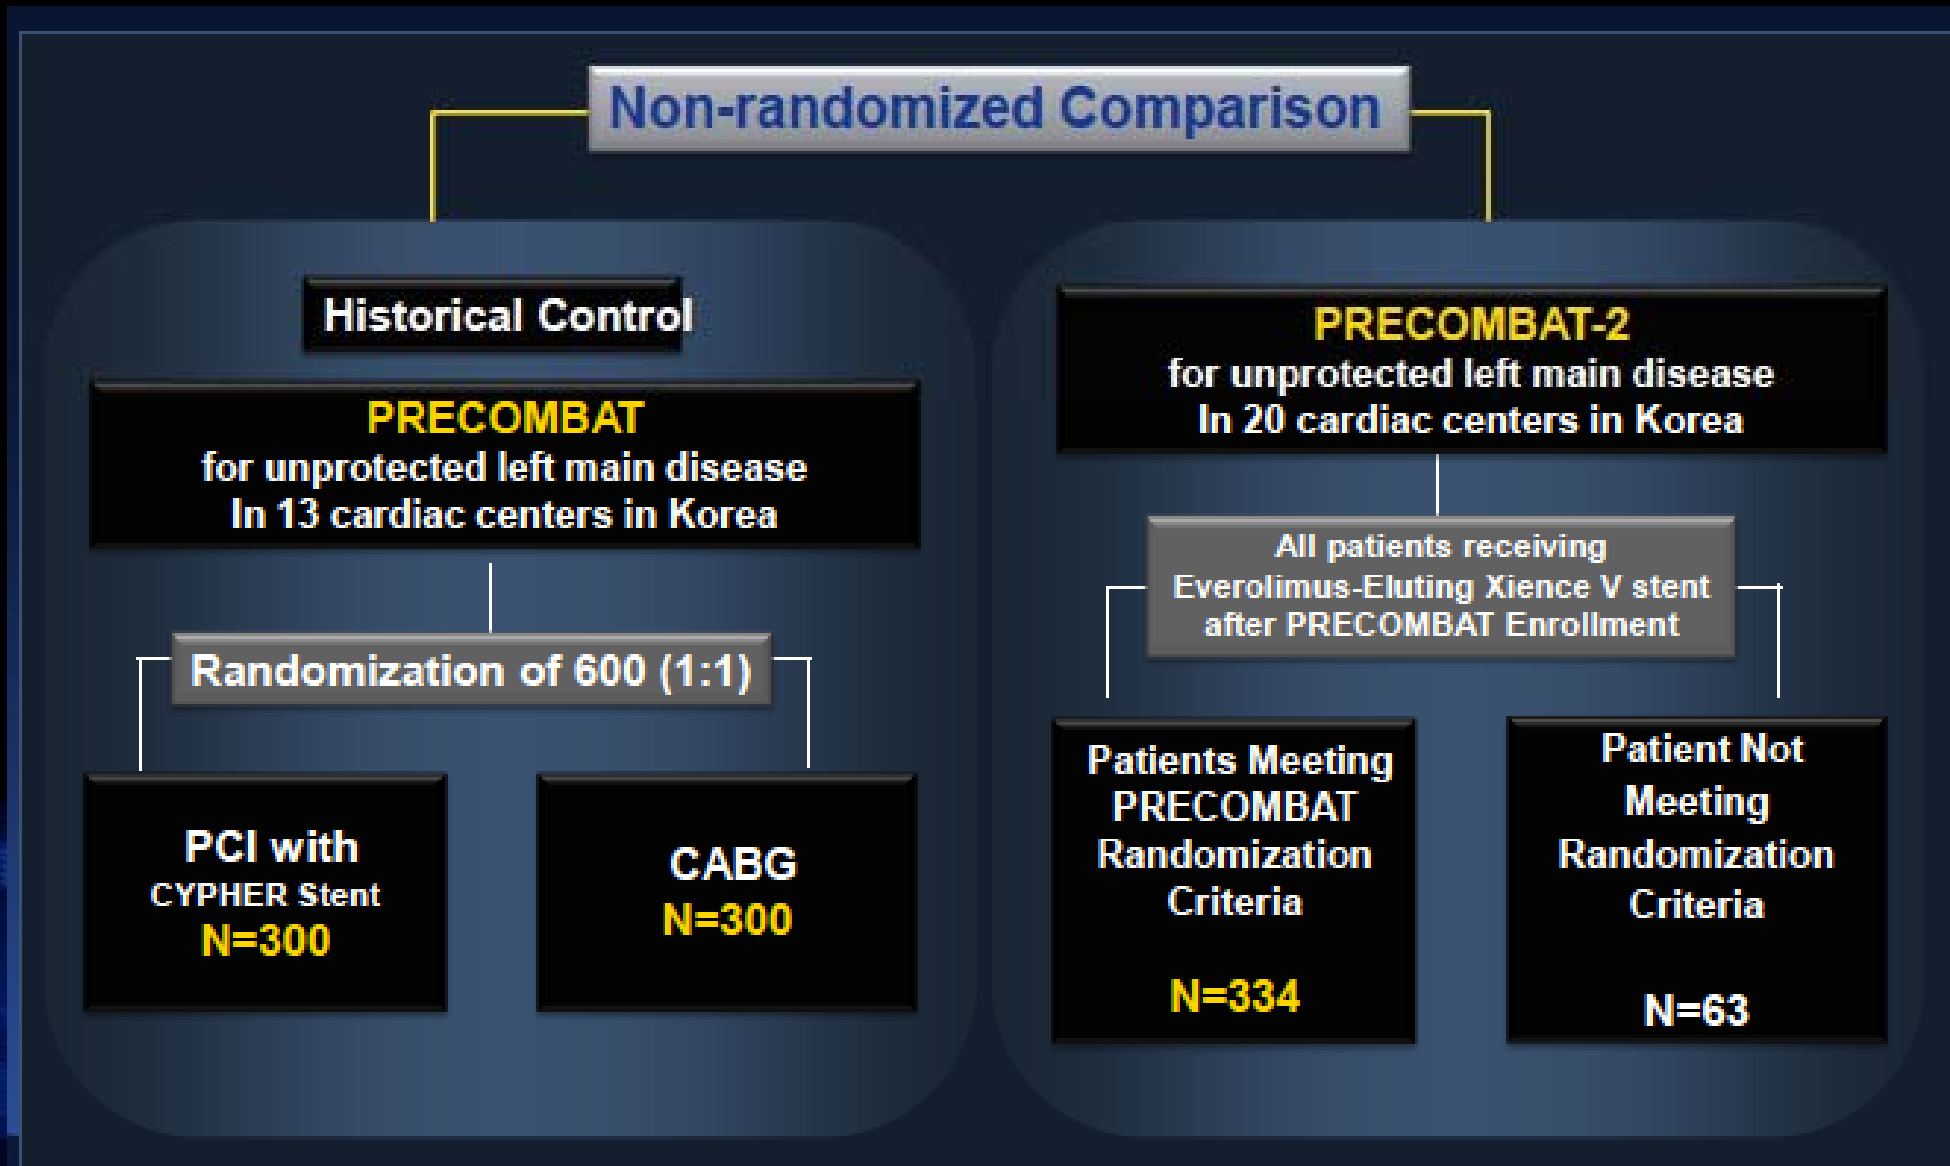 Non-randomized Comparison
Historical Control
PRECOMBAT
for unprotected left main disease
In 13 cardiac centers in Korea
Randomization of 600 (1:1)
PCI with
CYPHER Stent
N=300
CABG
N=300
PRECOMBAT-2
for unprotected left main disease
In 20 cardiac centers in Korea
All patients receiving
Everolimus-Eluting Xience V stent
after PRECOMBAT Enrollment
Patients Meeting
PRECOMBAT
Randomization
Criteria
N=334
Patient Not
Meeting
Randomization
Criteria
N=63